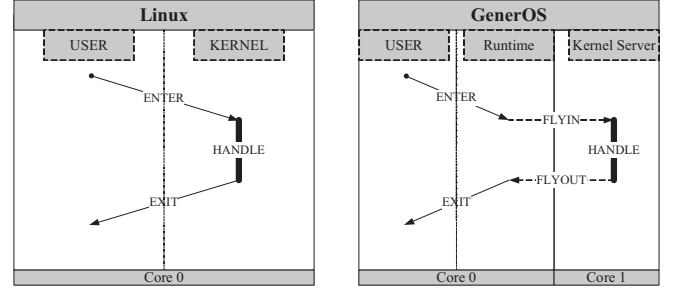 Linux
USER KERNEL
ENTER
HANDLE
EXIT
Core 0
GenerOS
USER Runtime Kernel Server
ENTER
FLYIN
HANDLE
FLYOUT
EXIT
Core 0 Core 1